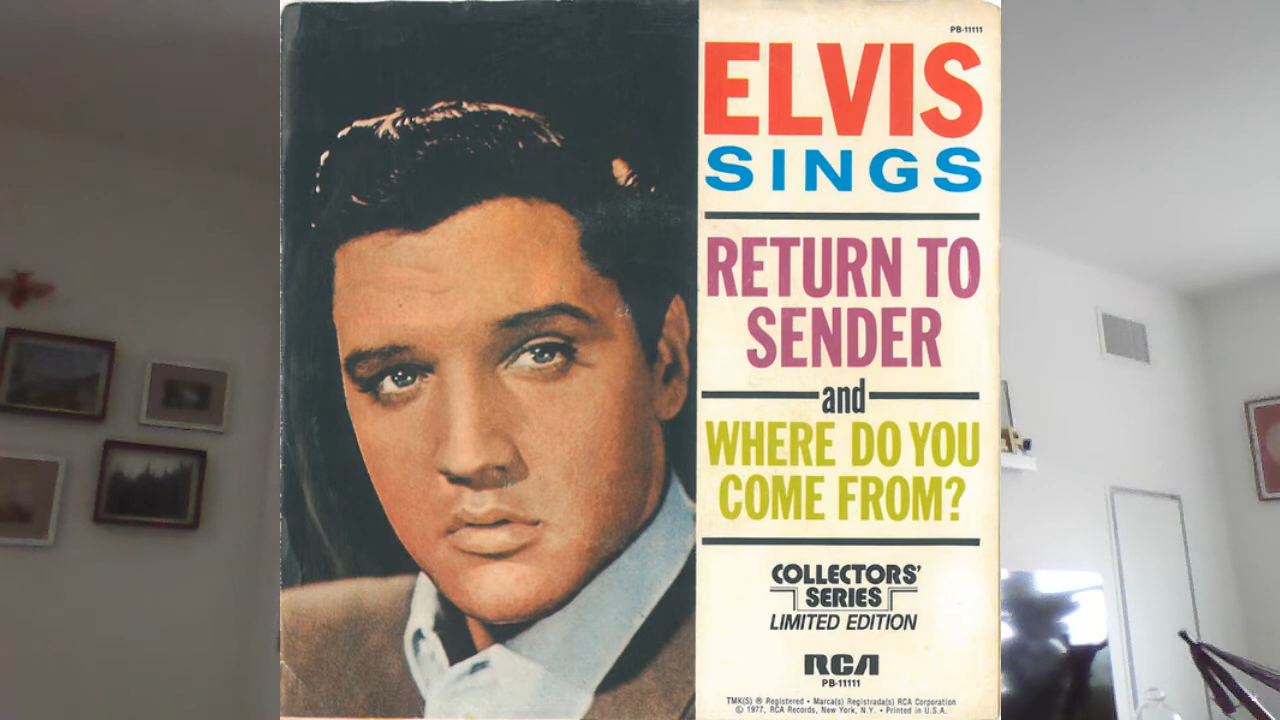 PB-11111
ELVIS
SINGS
RETURN TO
SENDER
and
WHERE DO YOU
COME FROM?
COLLECTORS'
SERIES
LIMITED EDITION
RCA
PB-11111
TMK(S) ® Registered • Marca(s) Registrada(s) RCA Corporation
© 1977, RCA Records, New York, N.Y. • Printed in U.S.A.